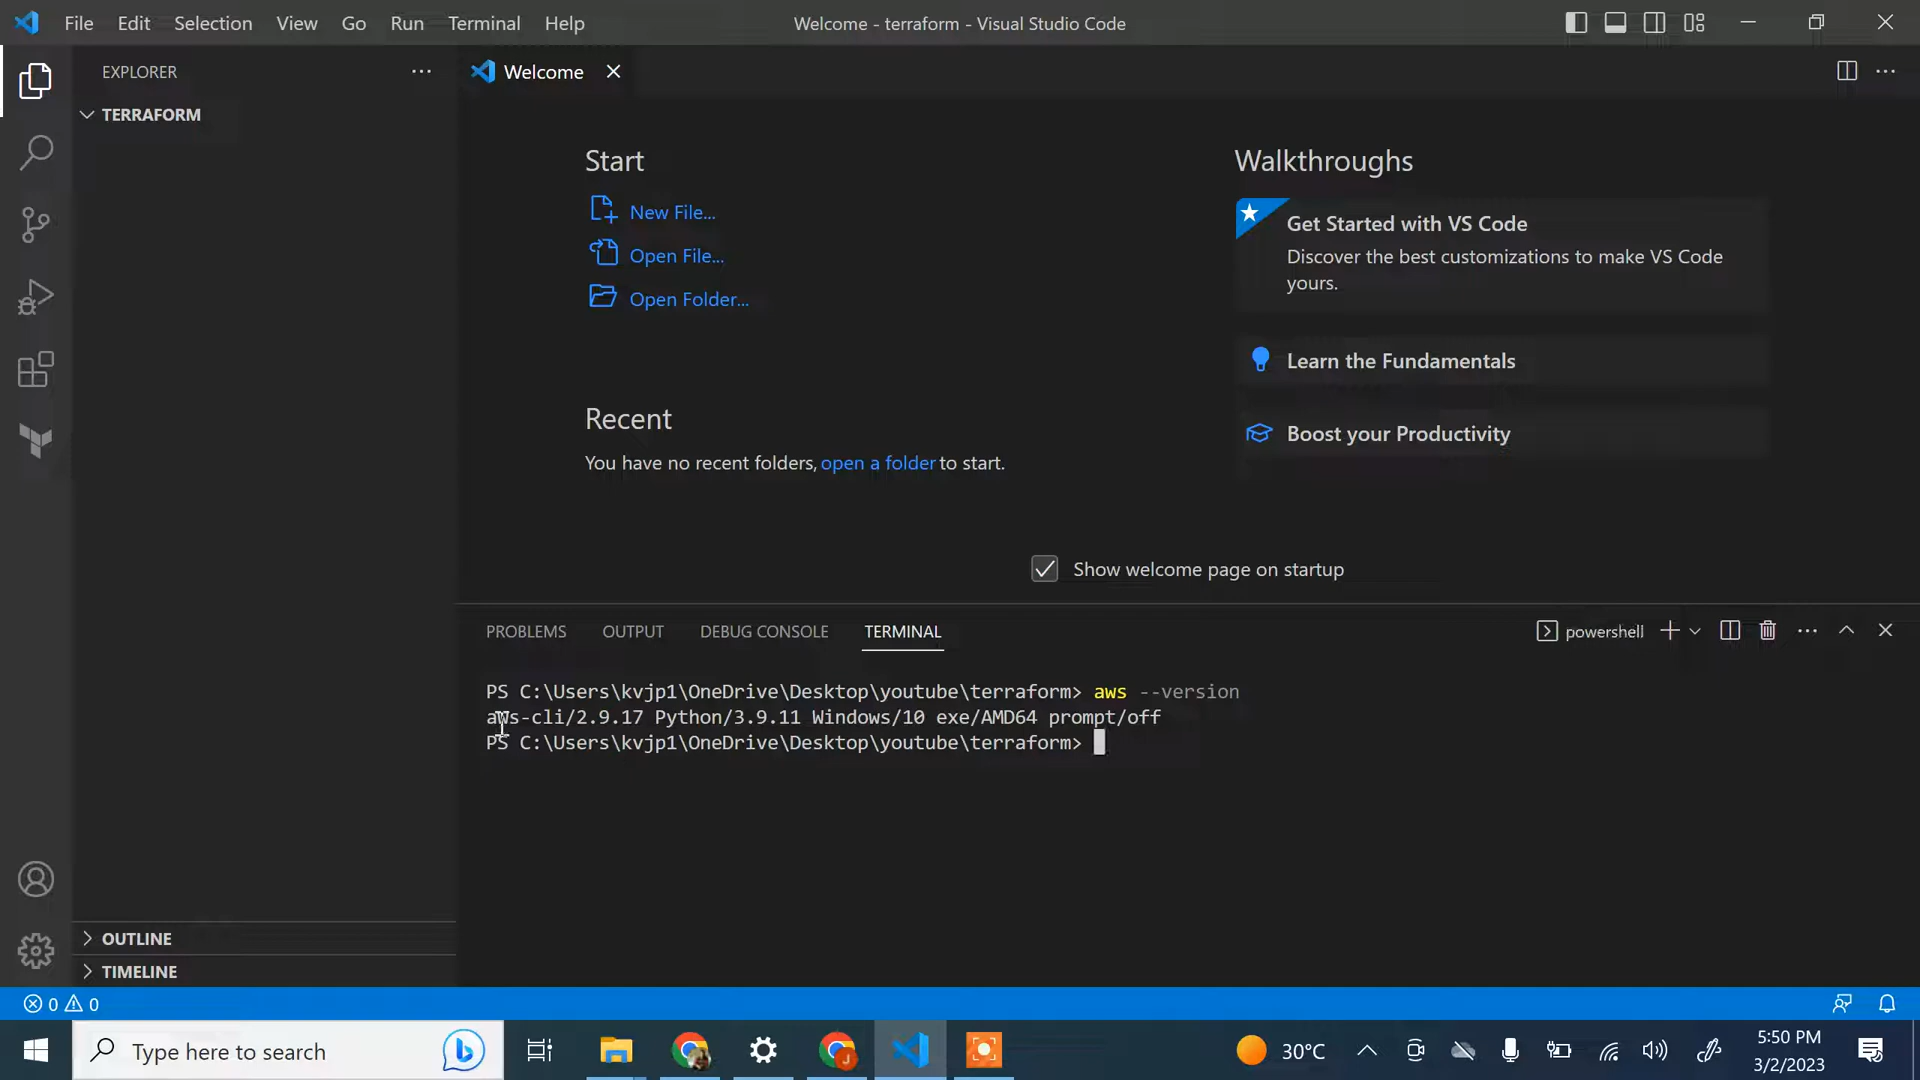 File Edit Selection View Go Run Terminal Help
Welcome - terraform - Visual Studio Code
EXPLORER
TERRAFORM
Welcome
Start
New File...
Open File...
Open Folder...
Recent
You have no recent folders, open a folder to start.
Walkthroughs
Get Started with VS Code
Discover the best customizations to make VS Code
yours.
Learn the Fundamentals
Boost your Productivity
Show welcome page on startup
PROBLEMS OUTPUT DEBUG CONSOLE TERMINAL
powershell
PS C:\Users\kvjp1\OneDrive\Desktop\youtube\terraform> aws --version
aws-cli/2.9.17 Python/3.9.11 Windows/10 exe/AMD64 prompt/off
PS C:\Users\kvjp1\OneDrive\Desktop\youtube\terraform>
OUTLINE
TIMELINE
0 0
Type here to search
J
30°C
5:50 PM
3/2/2023